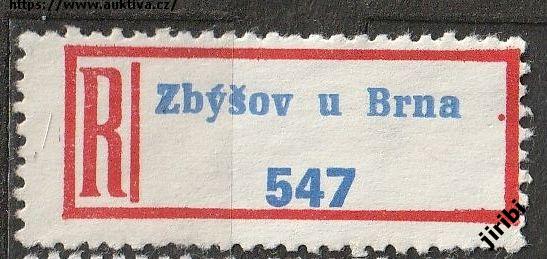 https://www.auktiva.cz/
R
Zbýšov u Brna
547
jiribi